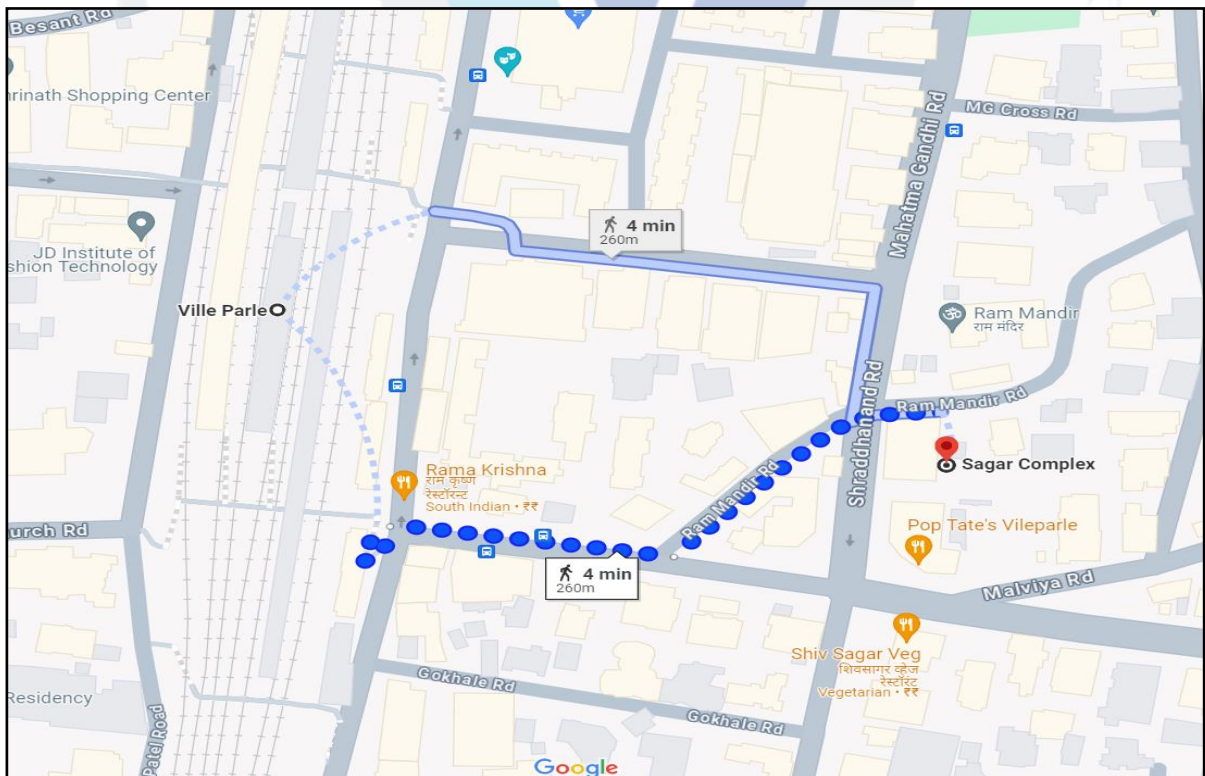 Besant Rd
hrinath Shopping Center
MG Cross Rd
Mahatma Gandhi Rd
JD Institute of
shion Technology
4 min
260m
Ville Parle
Ram Mandir
राम मंदिर
Ram Mandir Rd
Shraddhanand Rd
Sagar Complex
Rama Krishna
राम कृष्ण
रेस्टॉरन्ट
South Indian • ₹₹
Ram Mandir Rd
Pop Tate's Vileparle
urch Rd
4 min
260m
Malviya Rd
Shiv Sagar Veg
शिवसागर व्हेज
रेस्टॉरंट
Vegetarian • ₹₹
Gokhale Rd
Gokhale Rd
Residency
Patel Road
Google